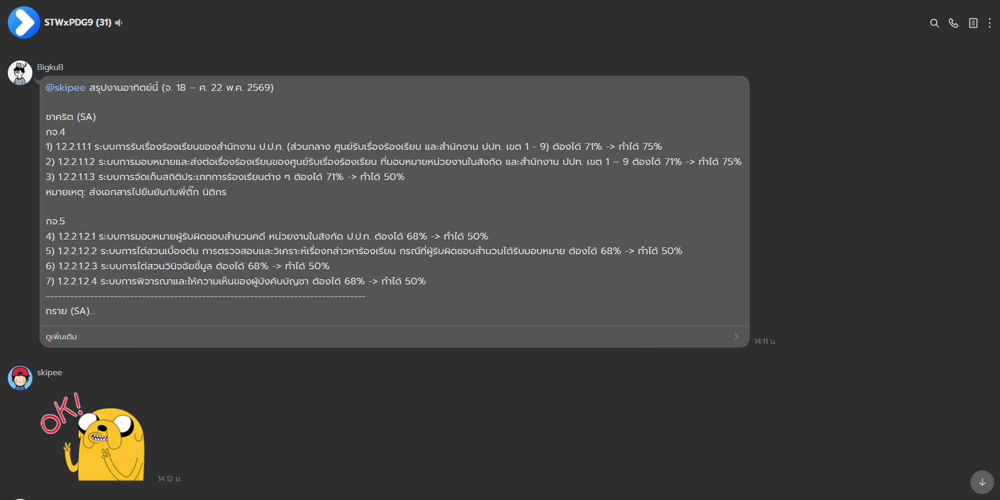 STWxPDG9 (31)
BigkuB
@skipee สรุปงานอาทิตย์นี้ (จ. 18 – ศ. 22 พ.ค. 2569)
ชาคริต (SA)
กจ.4
1) 1.2.2.1.1.1 ระบบการรับเรื่องร้องเรียนของสำนักงาน ป.ป.ท. (ส่วนกลาง ศูนย์รับเรื่องร้องเรียน และสำนักงาน ปปท. เขต 1 - 9) ต้องได้ 71% -> ทำได้ 75%
2) 1.2.2.1.1.2 ระบบการมอบหมายและส่งต่อเรื่องร้องเรียนของศูนย์รับเรื่องร้องเรียน ที่มอบหมายหน่วยงานในสังกัด และสำนักงาน ปปท. เขต 1 – 9 ต้องได้ 71% -> ทำได้ 75%
3) 1.2.2.1.1.3 ระบบการจัดเก็บสถิติประเภทการร้องเรียนต่าง ๆ ต้องได้ 71% -> ทำได้ 50%
หมายเหตุ: ส่งเอกสารไปยืนยันกับพี่ติ๊ก นิติกร
กจ.5
4) 1.2.2.1.2.1 ระบบการมอบหมายผู้รับผิดชอบสำนวนคดี หน่วยงานในสังกัด ป.ป.ท. ต้องได้ 68% -> ทำได้ 50%
5) 1.2.2.1.2.2 ระบบการไต่สวนเบื้องต้น การตรวจสอบและวิเคราะห์เรื่องกล่าวหาร้องเรียน กรณีที่ผู้รับผิดชอบสำนวนได้รับมอบหมาย ต้องได้ 68% -> ทำได้ 50%
6) 1.2.2.1.2.3 ระบบการไต่สวนวินิจฉัยชี้มูล ต้องได้ 68% -> ทำได้ 50%
7) 1.2.2.1.2.4 ระบบการพิจารณาและให้ความเห็นของผู้บังคับบัญชา ต้องได้ 68% -> ทำได้ 50%
--------------------------------------------------------------------------------
ทราย (SA)...
ดูเพิ่มเติม
14.11 น.
skipee
OK!
14.12 น.